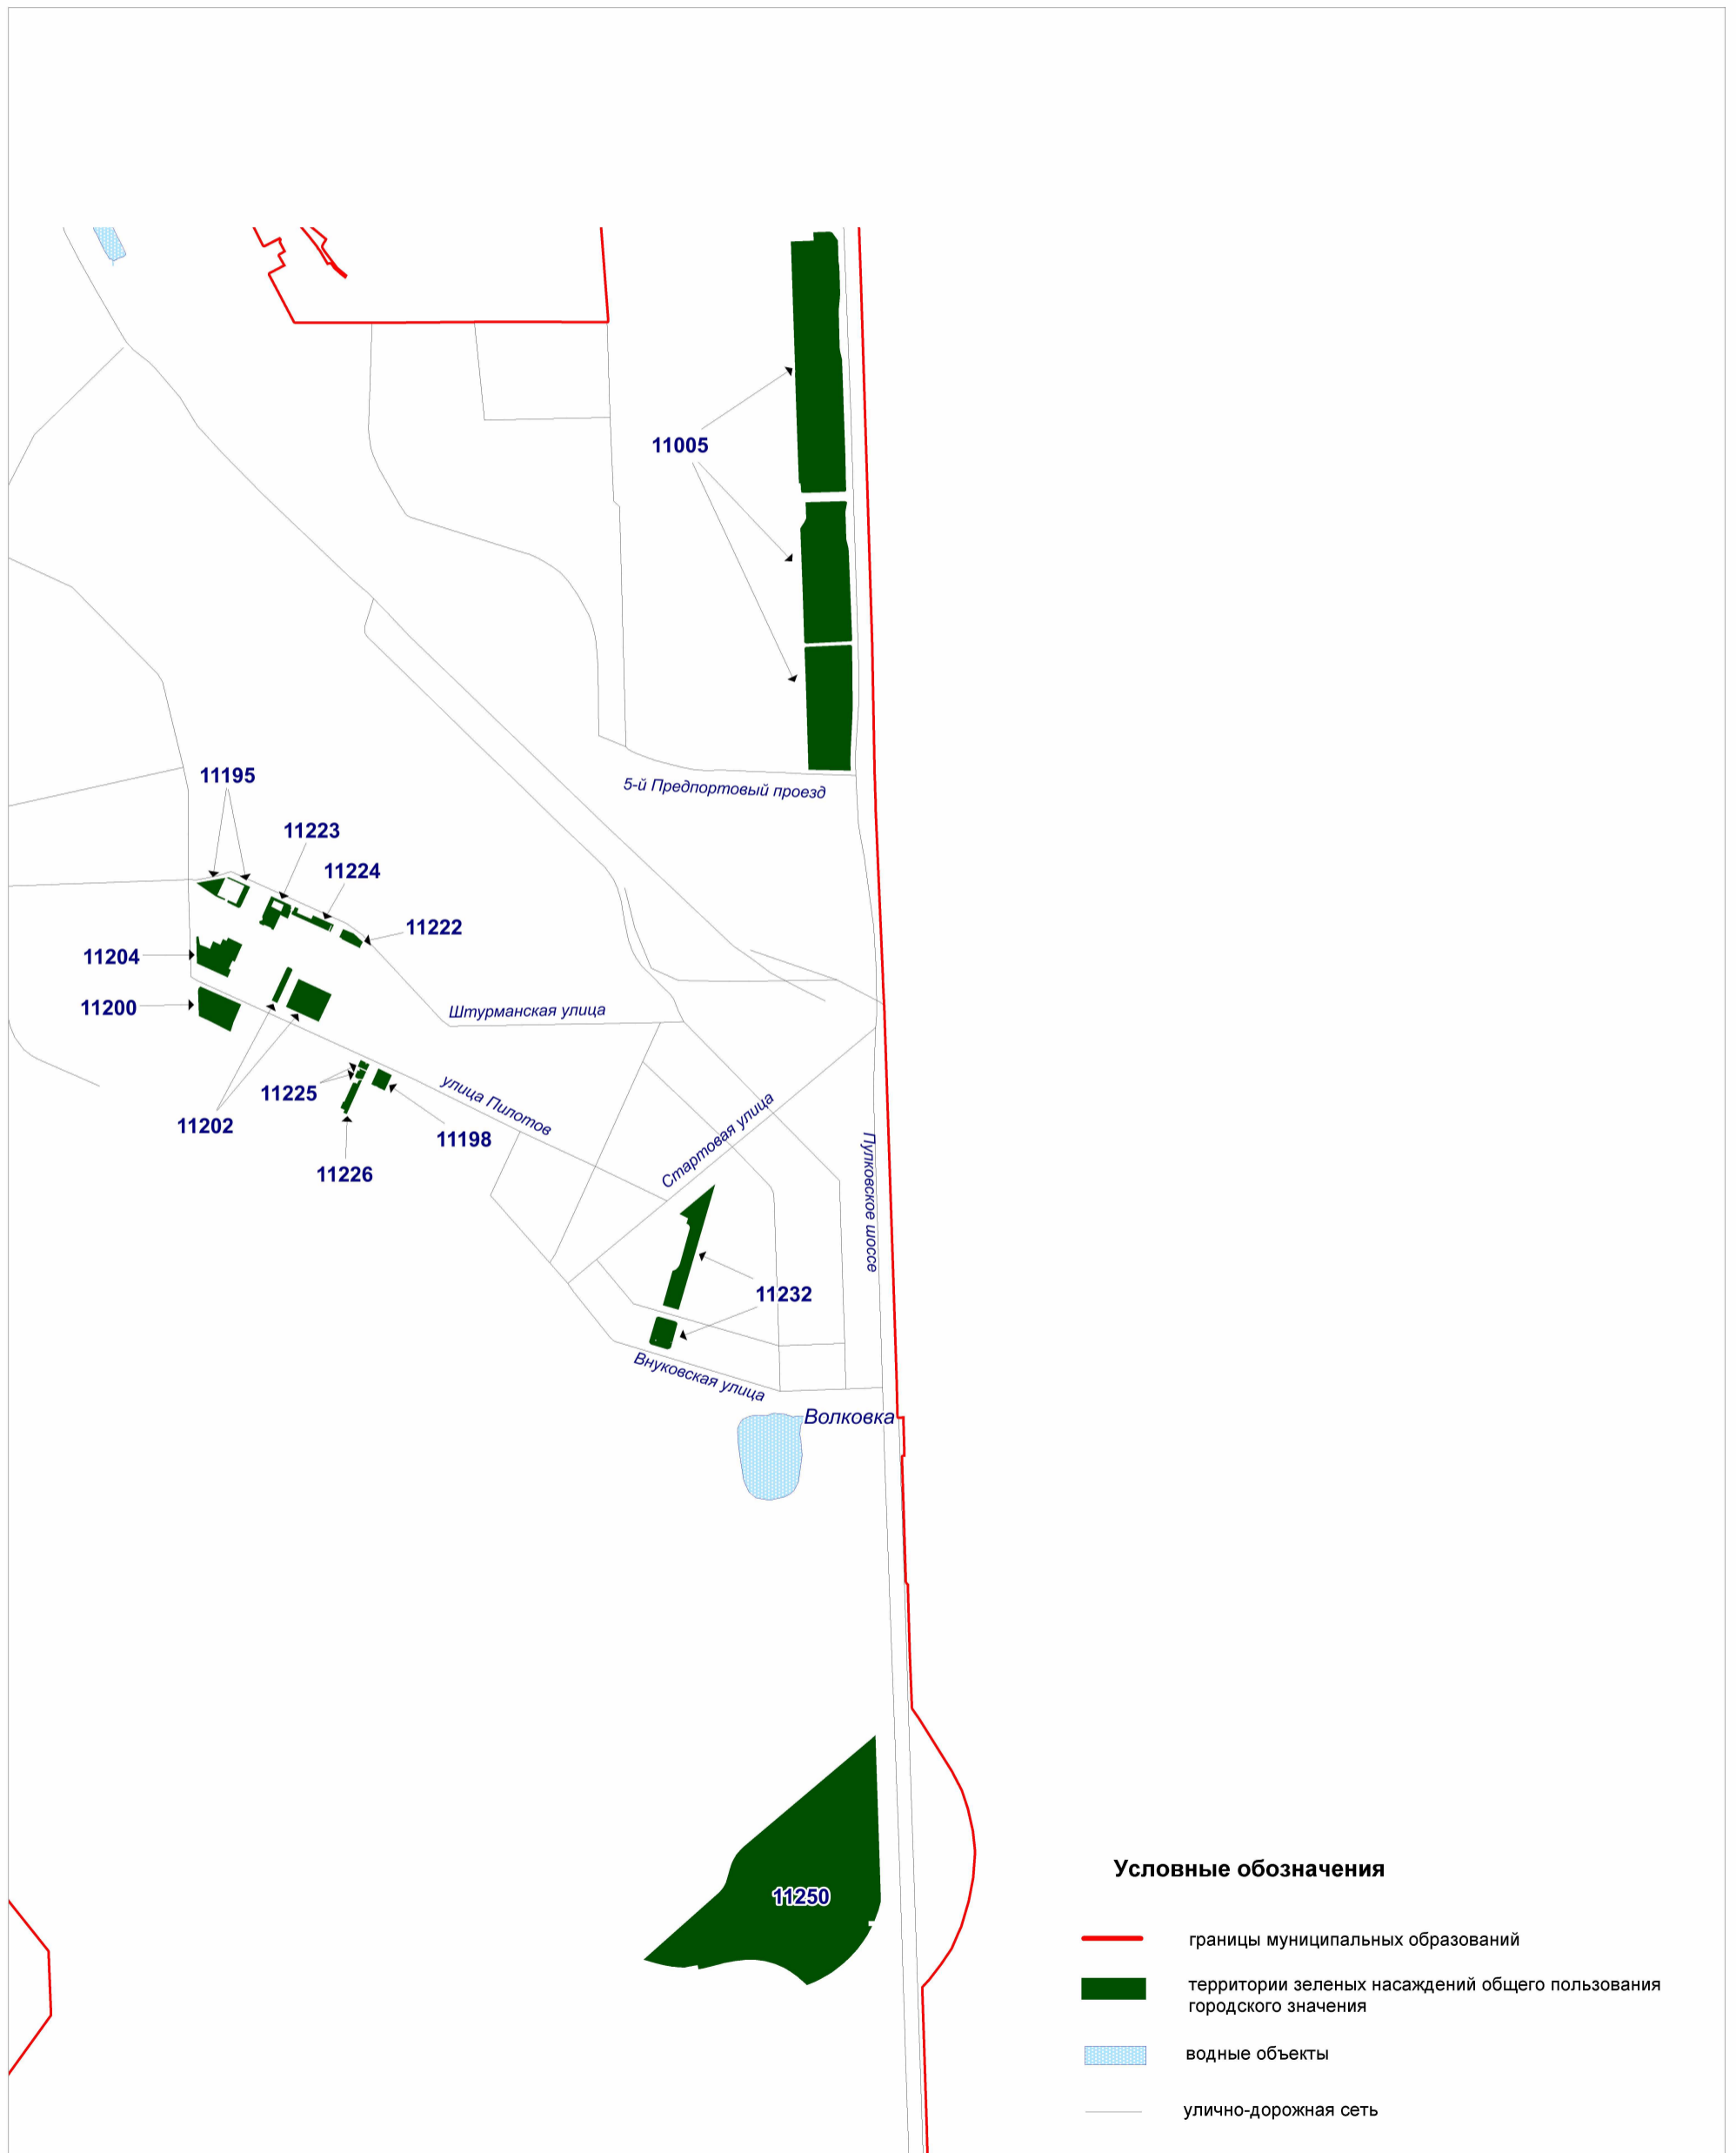 11005
11195
5-й Предпортовый проезд
11223
11224
11222
11204
11200
Штурманская улица
11225
улица Пилотов
Стартовая улица
11202
11198
Пулковское шоссе
11226
11232
Внуковская улица
Волковка
Условные обозначения
11250
границы муниципальных образований
территории зеленых насаждений общего пользования
городского значения
водные объекты
улично-дорожная сеть